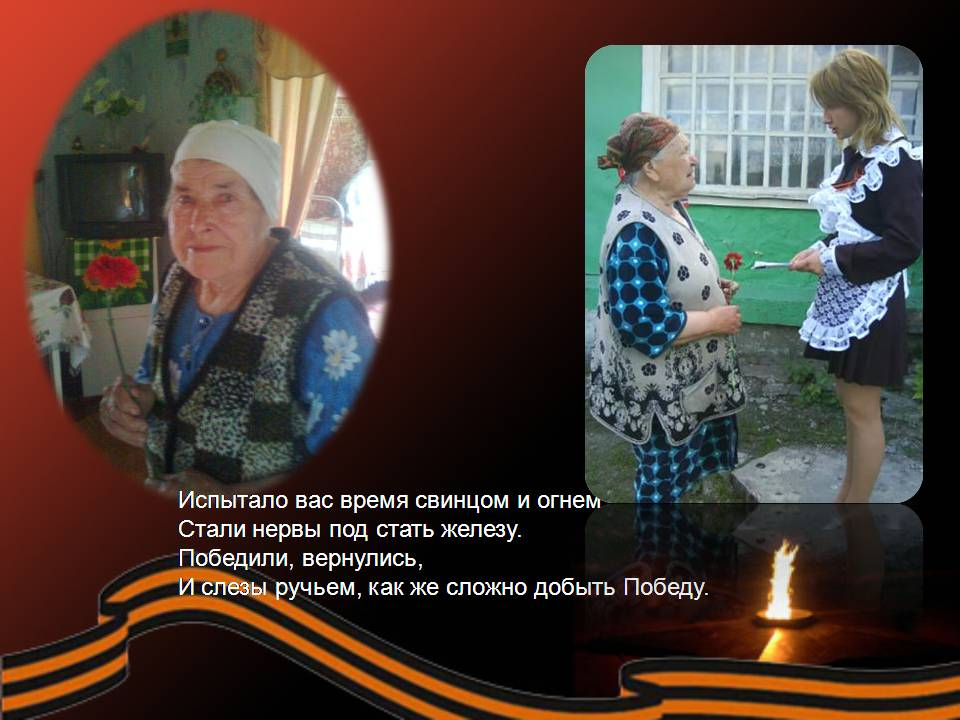 Испытало вас время свинцом и огнем
Стали нервы под стать железу.
Победили, вернулись,
И слезы ручьем, как же сложно добыть Победу.